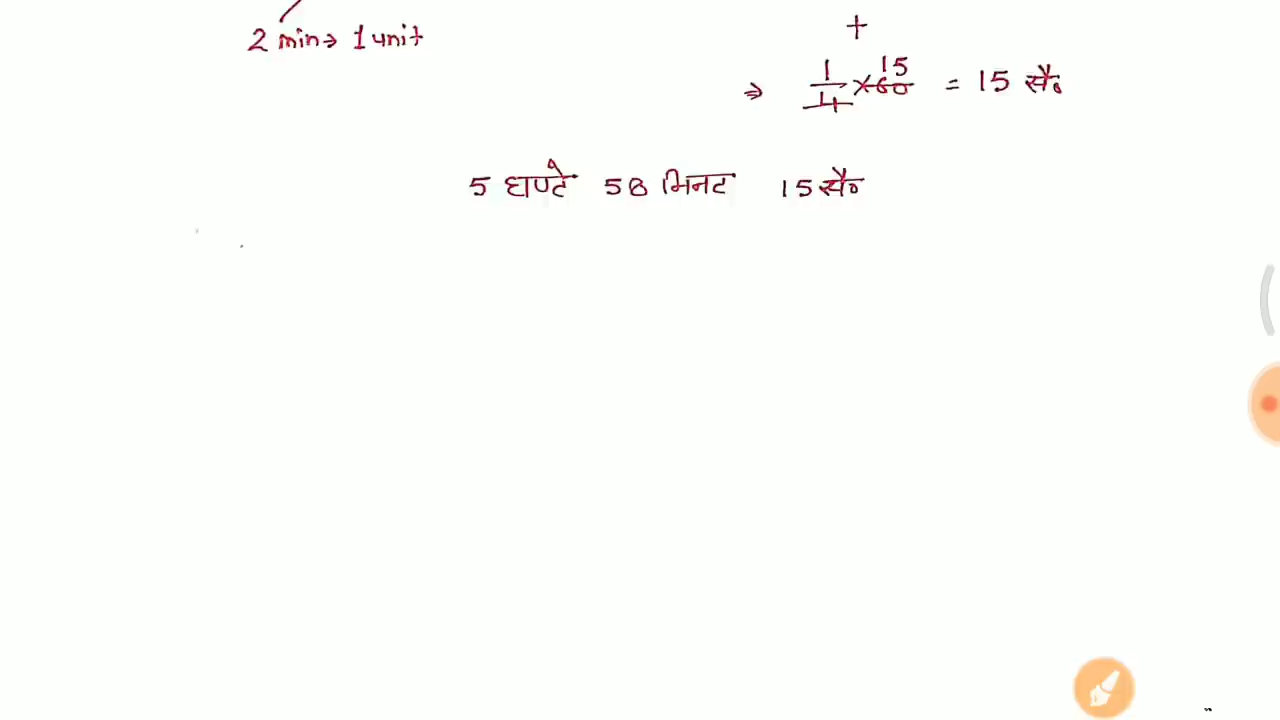 2 min → 1 unit
+
⇒ 1/4 × 60 15 = 15 सै०
5 घण्टे 58 मिनट 15 सै०